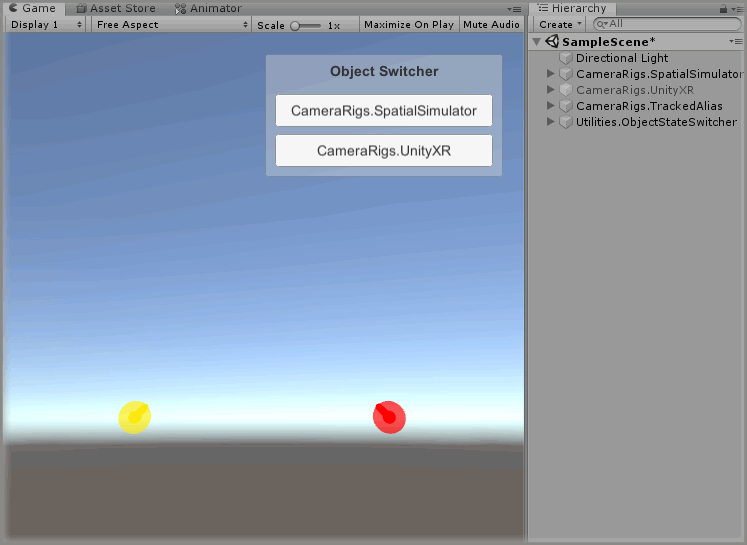 Game Asset Store Animator
Display 1 Free Aspect Scale 1x Maximize On Play Mute Audio
Object Switcher
CameraRigs.SpatialSimulator
CameraRigs.UnityXR
Hierarchy
Create All
SampleScene*
Directional Light
CameraRigs.SpatialSimulator
CameraRigs.UnityXR
CameraRigs.TrackedAlias
Utilities.ObjectStateSwitcher